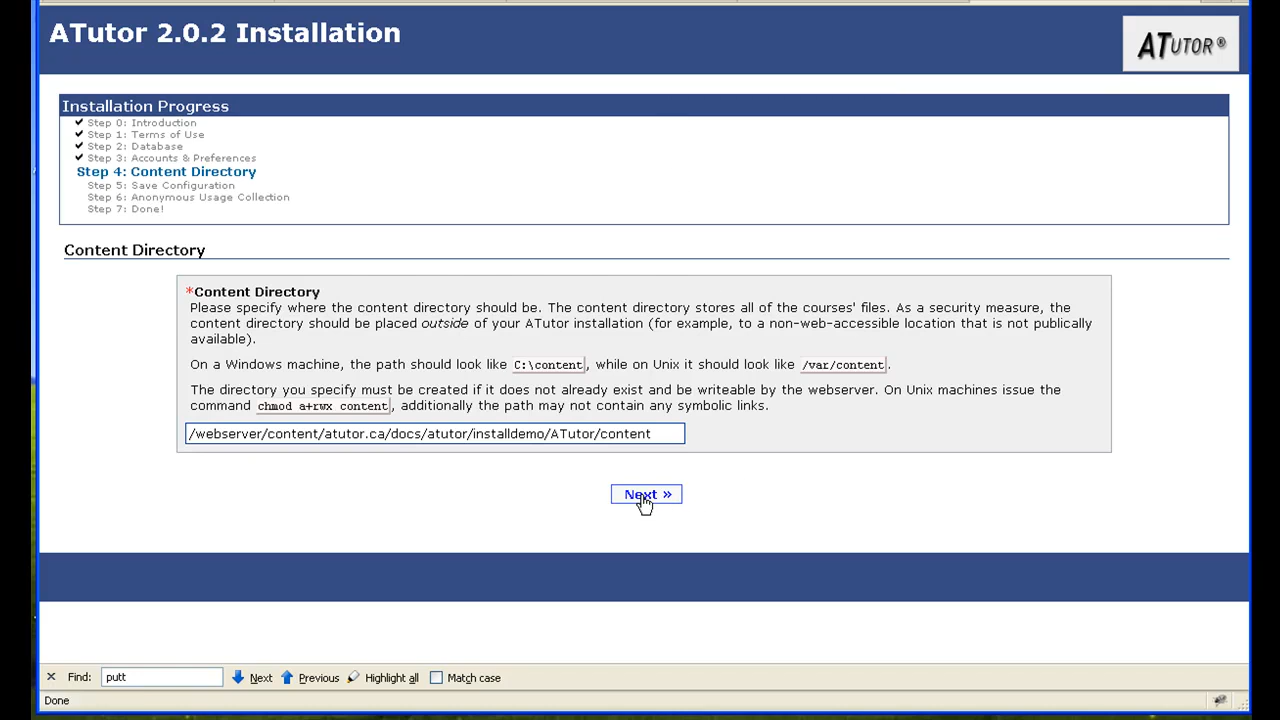 ATutor 2.0.2 Installation
ATUTOR ®
Installation Progress
Step 0: Introduction
Step 1: Terms of Use
Step 2: Database
Step 3: Accounts & Preferences
Step 4: Content Directory
Step 5: Save Configuration
Step 6: Anonymous Usage Collection
Step 7: Done!
Content Directory
*Content Directory
Please specify where the content directory should be. The content directory stores all of the courses' files. As a security measure, the
content directory should be placed outside of your ATutor installation (for example, to a non-web-accessible location that is not publically
available).
On a Windows machine, the path should look like C:\content, while on Unix it should look like /var/content.
The directory you specify must be created if it does not already exist and be writeable by the webserver. On Unix machines issue the
command chmod a+rwx content, additionally the path may not contain any symbolic links.
/webserver/content/atutor.ca/docs/atutor/installdemo/ATutor/content
Next »
Find: putt Next Previous Highlight all Match case
Done